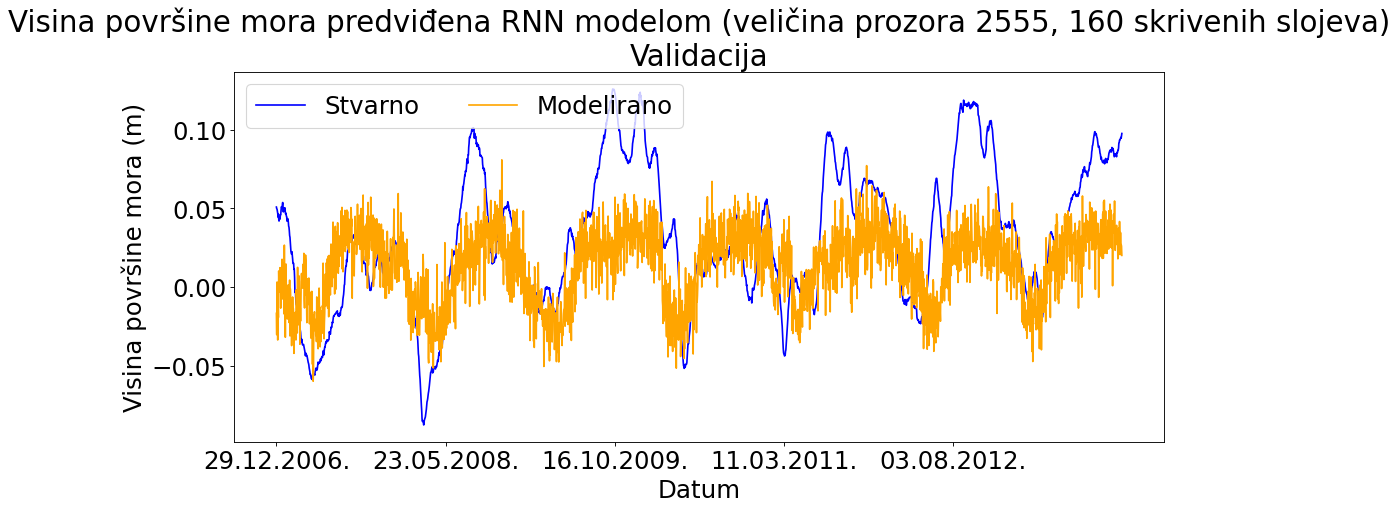 Visina površine mora predviđena RNN modelom (veličina prozora 2555, 160 skrivenih slojeva)
Validacija
Stvarno Modelirano
Visina površine mora (m)
0.10
0.05
0.00
−0.05
29.12.2006. 23.05.2008. 16.10.2009. 11.03.2011. 03.08.2012.
Datum